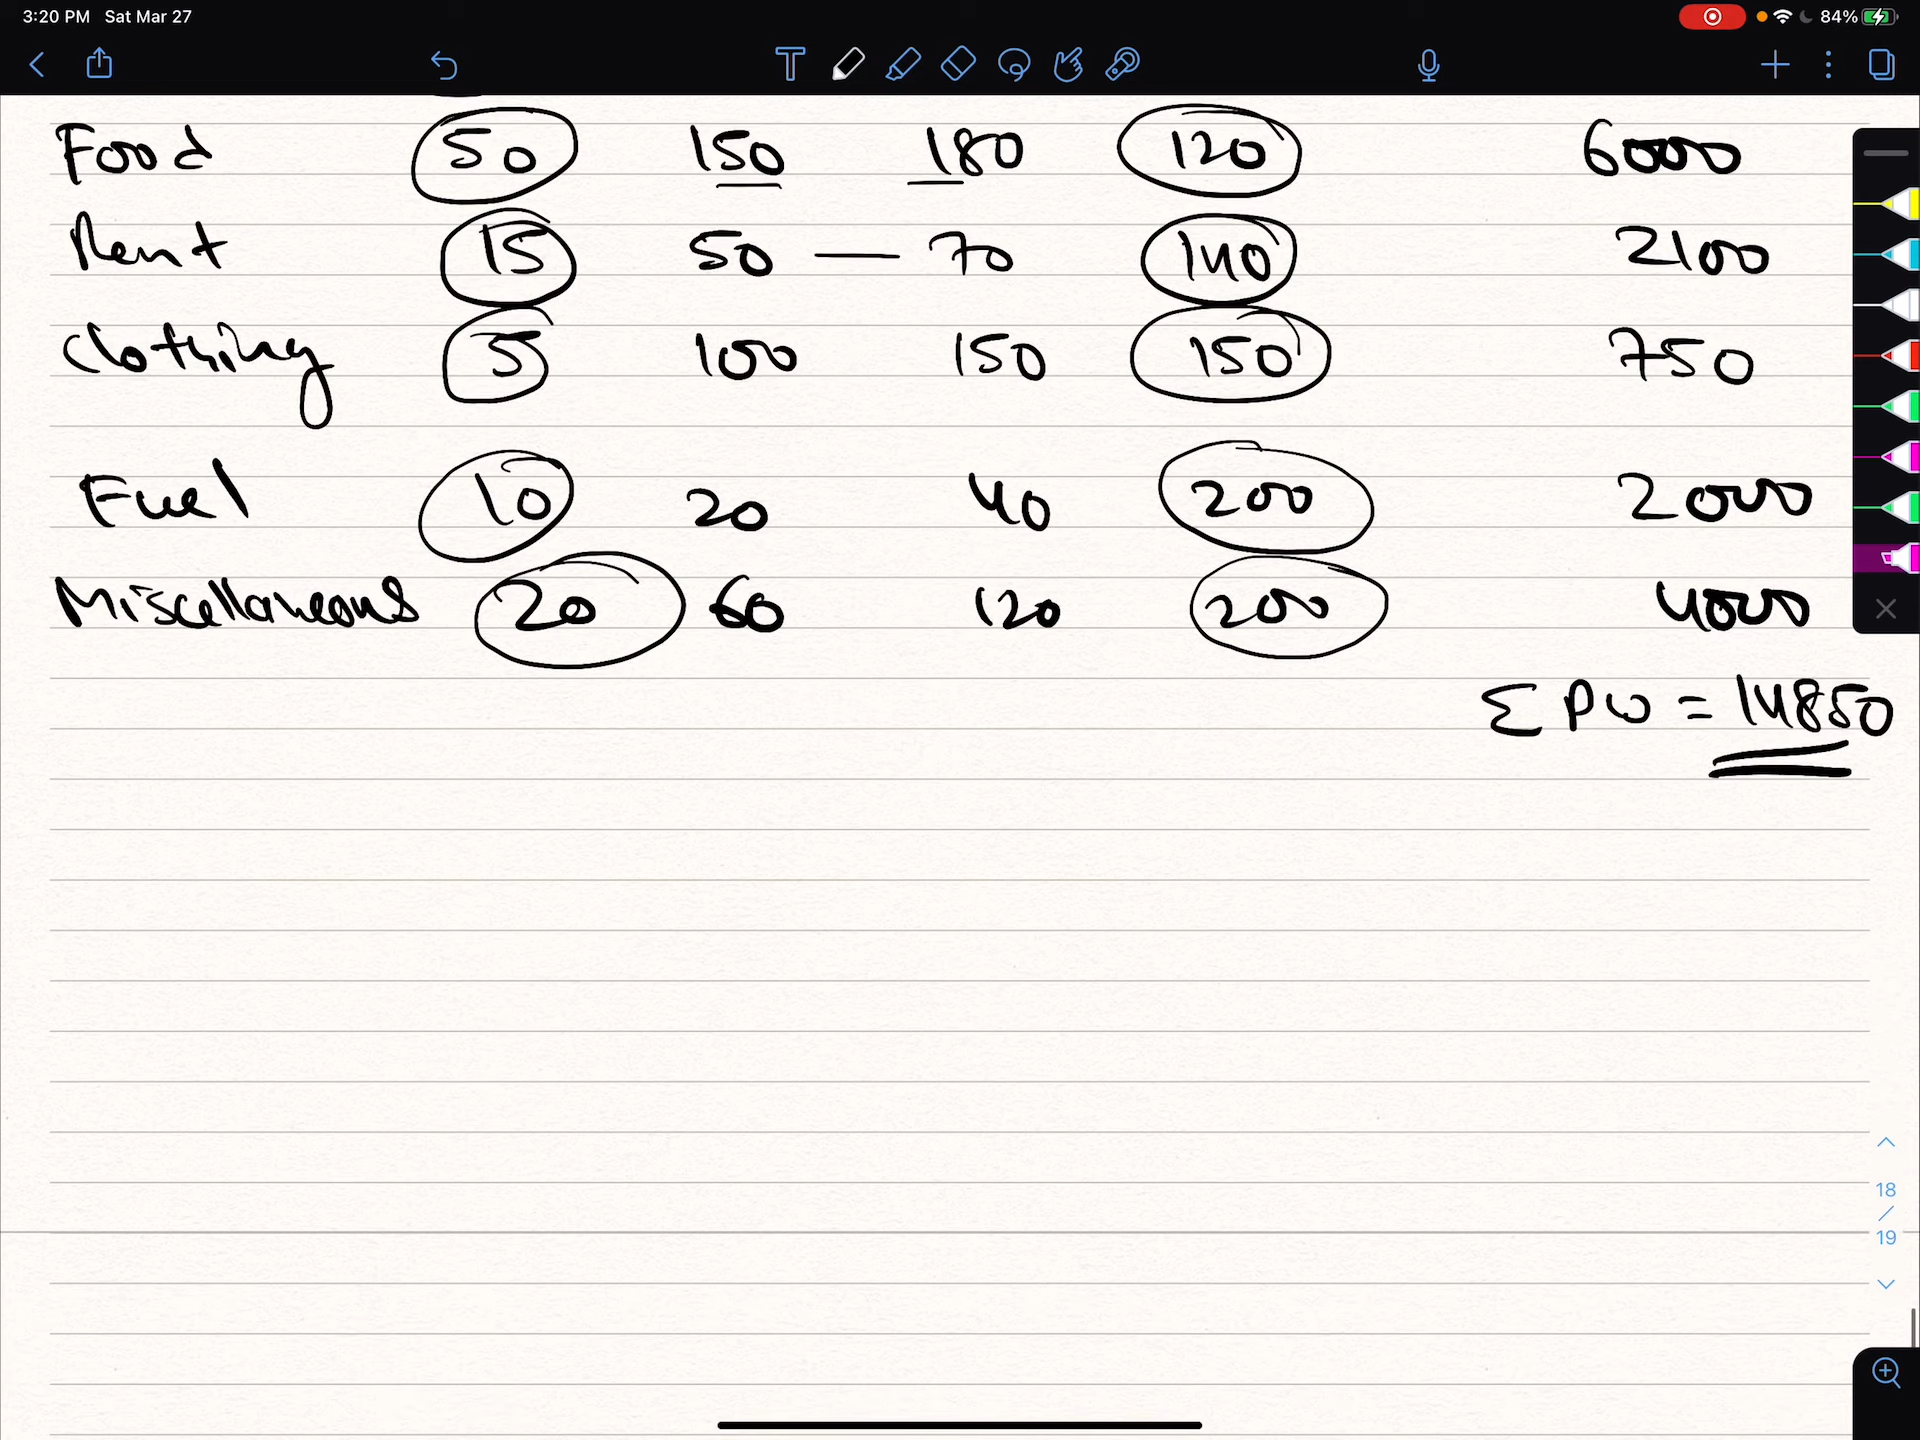 3:20 PM Sat Mar 27 84%
Food 50 150 180 120 6000
Rent 15 50 — 70 140 2100
Clothing 5 100 150 150 750
Fuel 10 20 40 200 2000
Miscellaneous 20 60 120 200 4000
Σ PW = 14850
18
/
19